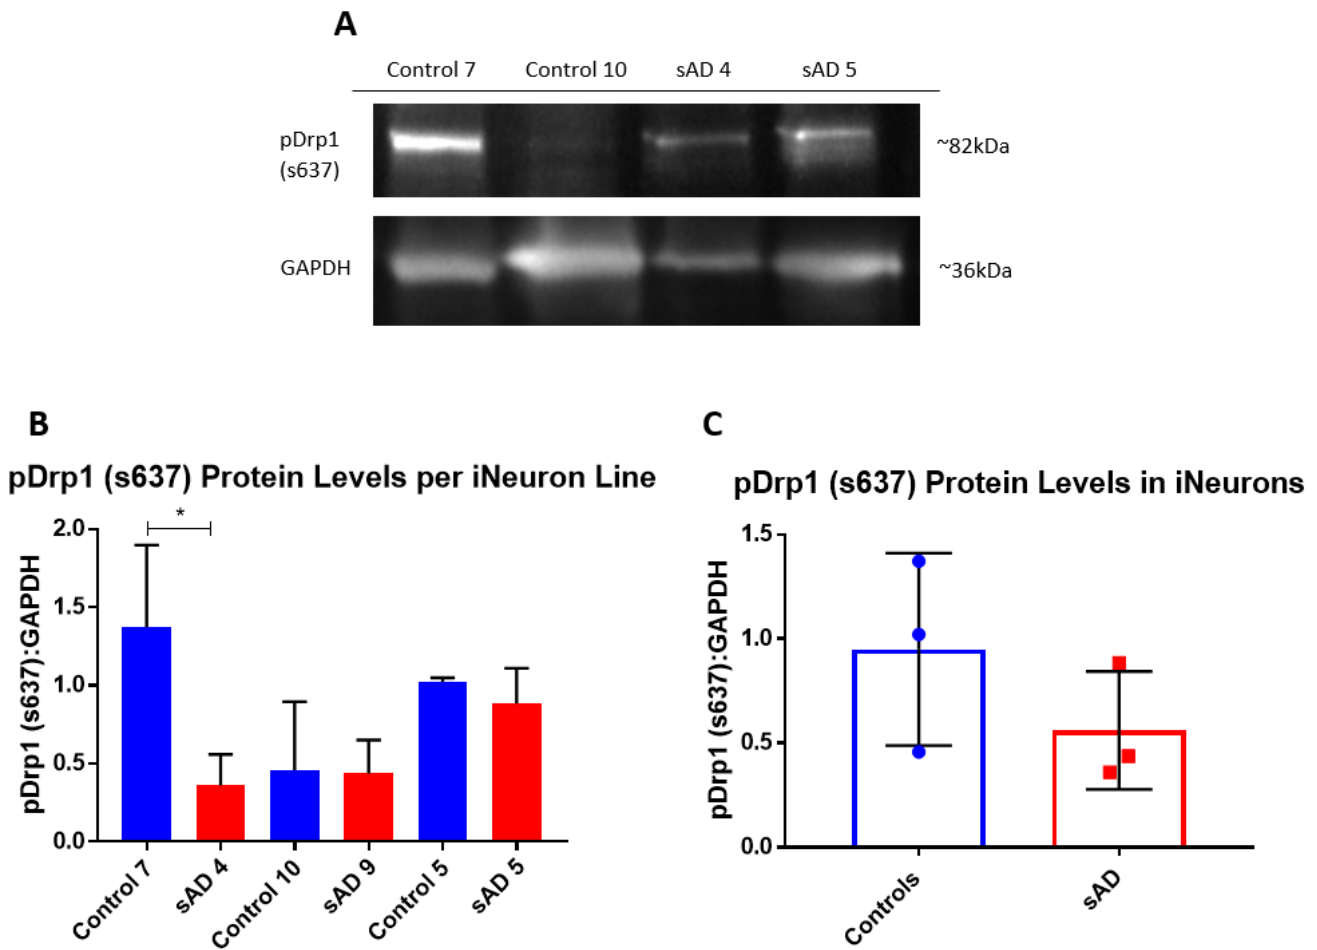 A
Control 7 Control 10 sAD 4 sAD 5
pDrp1
(s637)
~82kDa
GAPDH
~36kDa
B
pDrp1 (s637) Protein Levels per iNeuron Line
*
pDrp1 (s637):GAPDH
2.0
1.5
1.0
0.5
0.0
Control 7
sAD 4
Control 10
sAD 9
Control 5
sAD 5
C
pDrp1 (s637) Protein Levels in iNeurons
pDrp1 (s637):GAPDH
1.5
1.0
0.5
0.0
Controls
sAD